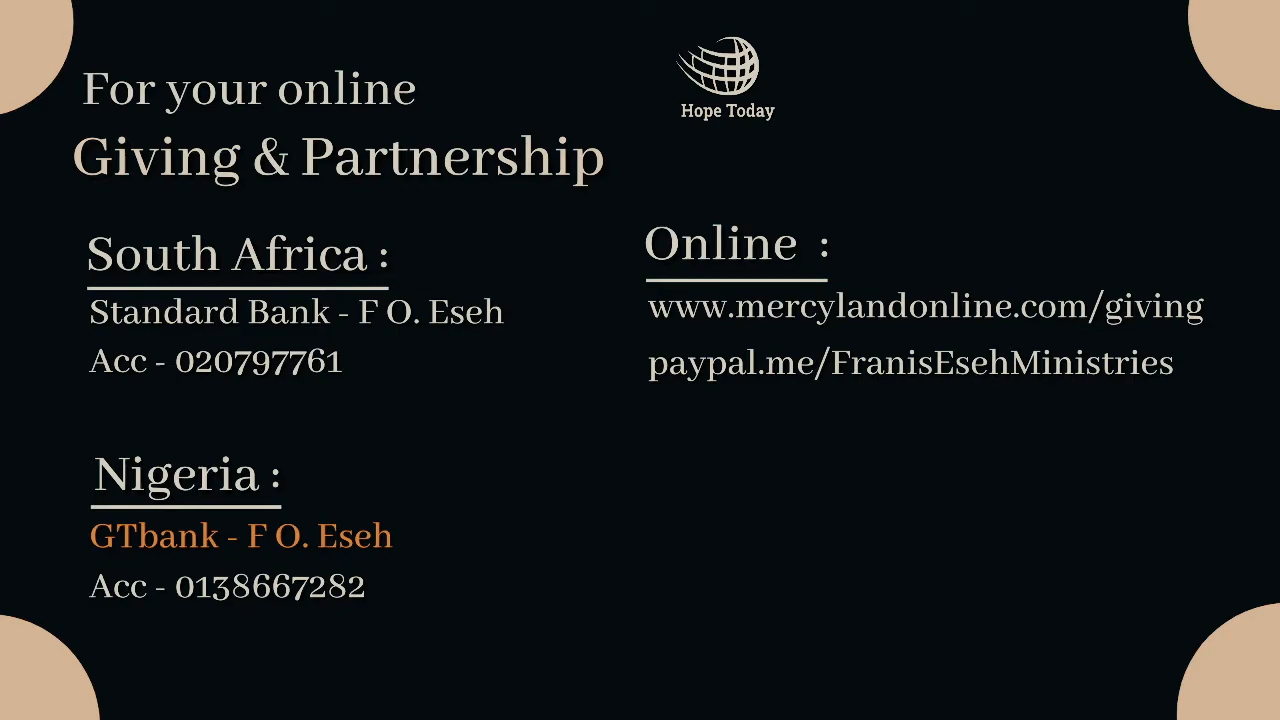 For your online
Giving & Partnership
Hope Today
South Africa :
Standard Bank - F O. Eseh
Acc - 020797761
Nigeria :
GTbank - F O. Eseh
Acc - 0138667282
Online :
www.mercylandonline.com/giving
paypal.me/FranisEsehMinistries